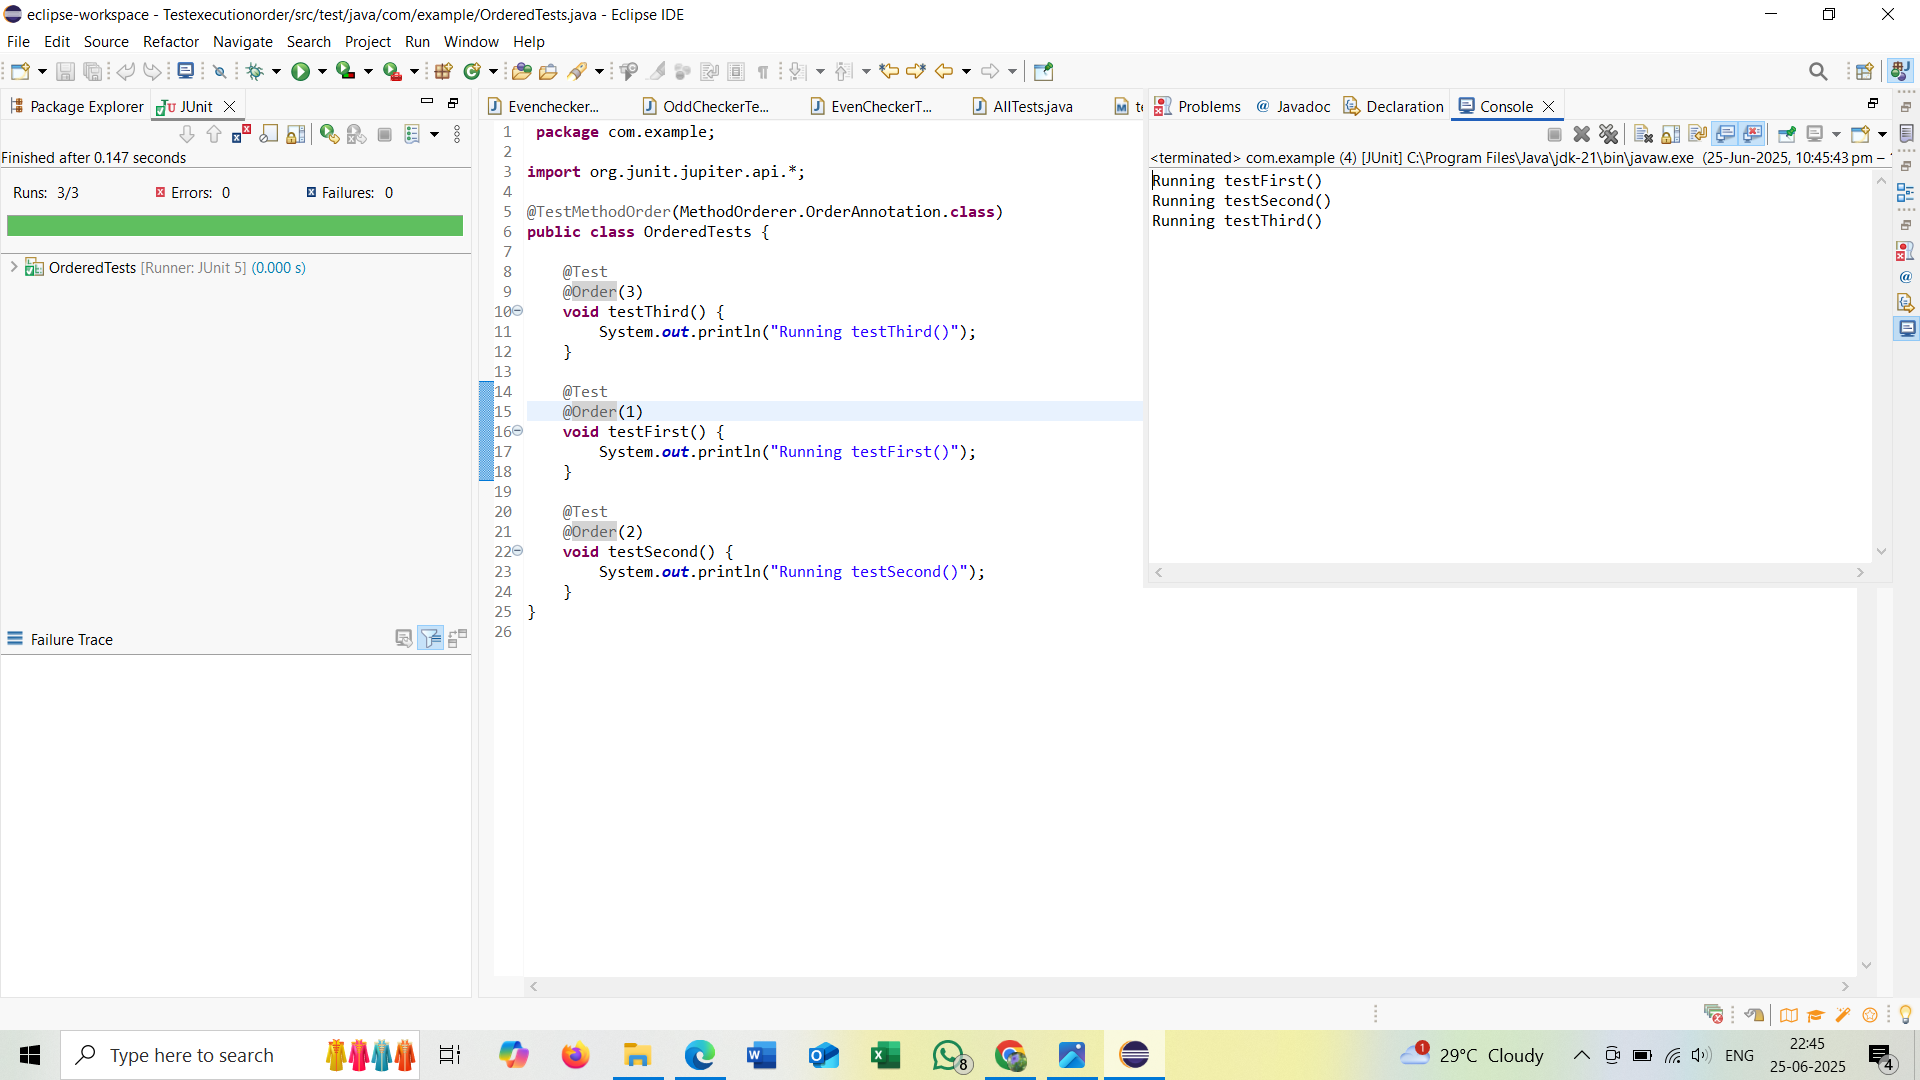 eclipse-workspace - Testexecutionorder/src/test/java/com/example/OrderedTests.java - Eclipse IDE
File Edit Source Refactor Navigate Search Project Run Window Help
Package Explorer JUnit
Finished after 0.147 seconds
Runs: 3/3 Errors: 0 Failures: 0
OrderedTests [Runner: JUnit 5] (0.000 s)
Failure Trace
Evenchecker... OddCheckerTe... EvenCheckerT... AllTests.java
1 package com.example;
2
3 import org.junit.jupiter.api.*;
4
5 @TestMethodOrder(MethodOrderer.OrderAnnotation.class)
6 public class OrderedTests {
7
8 @Test
9 @Order(3)
10 void testThird() {
11 System.out.println("Running testThird()");
12 }
13
14 @Test
15 @Order(1)
16 void testFirst() {
17 System.out.println("Running testFirst()");
18 }
19
20 @Test
21 @Order(2)
22 void testSecond() {
23 System.out.println("Running testSecond()");
24 }
25 }
26
Problems Javadoc Declaration Console
<terminated> com.example (4) [JUnit] C:\Program Files\Java\jdk-21\bin\javaw.exe (25-Jun-2025, 10:45:43 pm –
Running testFirst()
Running testSecond()
Running testThird()
Type here to search
8
1
29°C Cloudy
ENG
22:45
25-06-2025
4